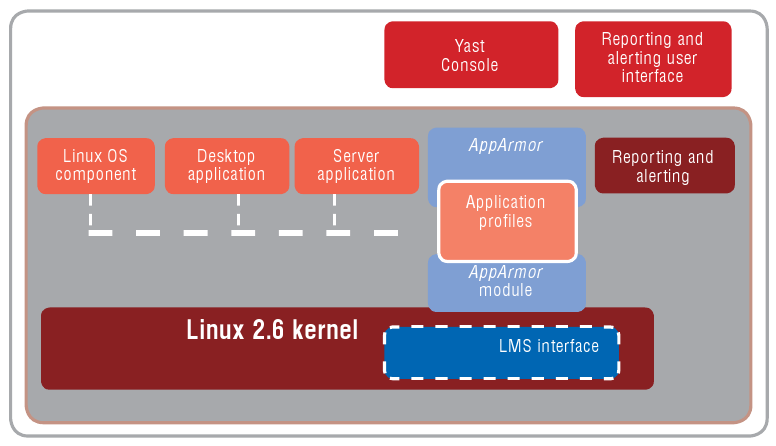 Yast
Console
Reporting and
alerting user
interface
Linux OS
component
Desktop
application
Server
application
AppArmor
Reporting and
alerting
Application
profiles
AppArmor
module
Linux 2.6 kernel
LMS interface